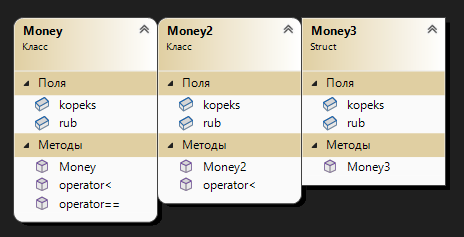 Money
Класс
Поля
kopeks
rub
Методы
Money
operator<
operator==
Money2
Класс
Поля
kopeks
rub
Методы
Money2
operator<
Money3
Struct
Поля
kopeks
rub
Методы
Money3